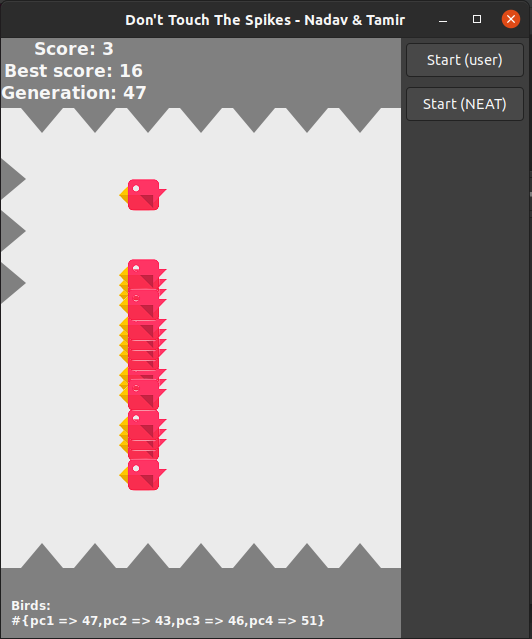 Don't Touch The Spikes - Nadav & Tamir
Score: 3
Best score: 16
Generation: 47
Start (user)
Start (NEAT)
Birds:
#{pc1 => 47,pc2 => 43,pc3 => 46,pc4 => 51}